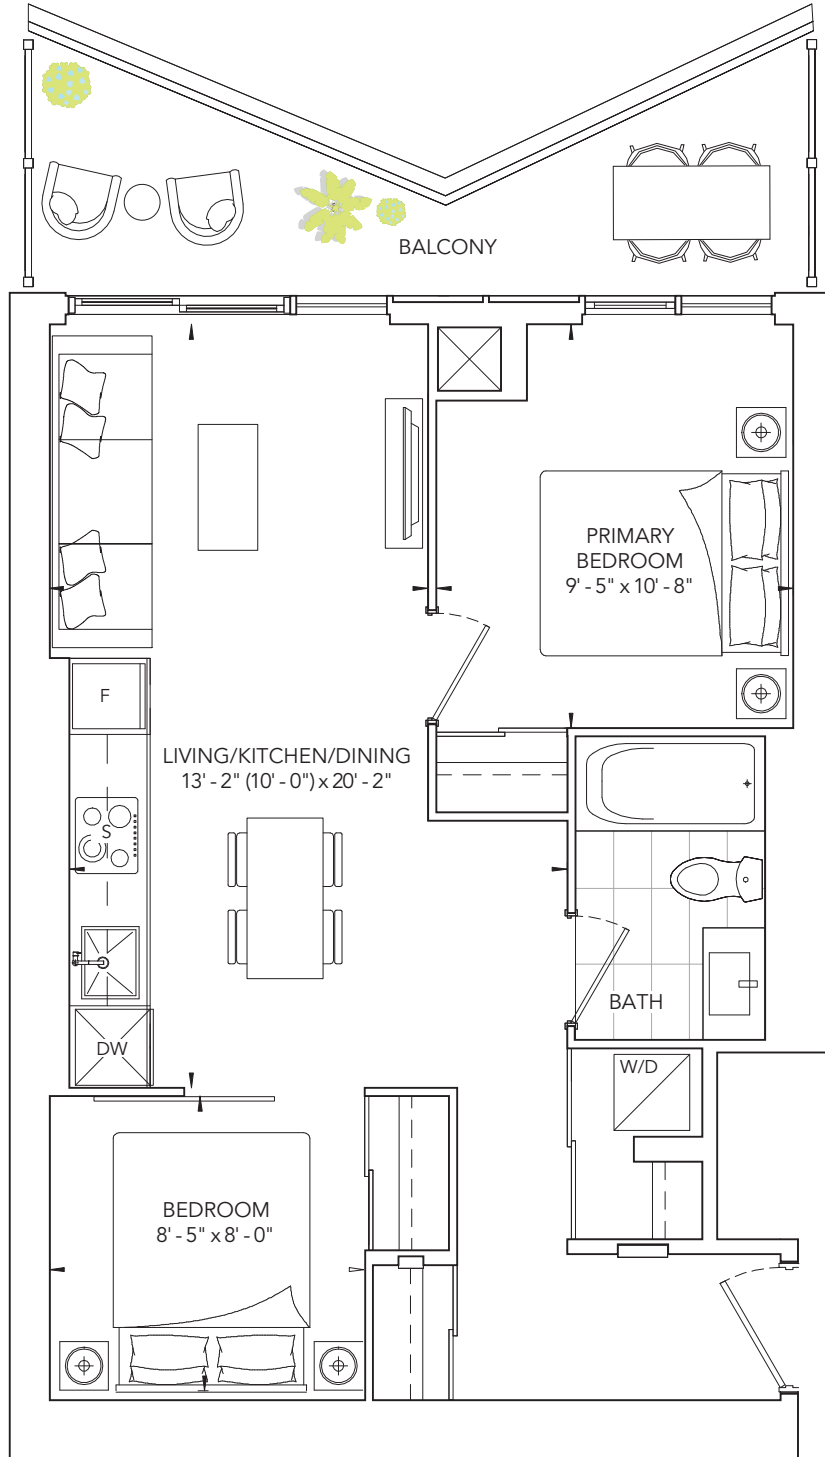 BALCONY
PRIMARY
BEDROOM
9' - 5" x 10' - 8"
F
LIVING/KITCHEN/DINING
13' - 2" (10' - 0") x 20' - 2"
S
BATH
DW
W/D
BEDROOM
8' - 5" x 8' - 0"